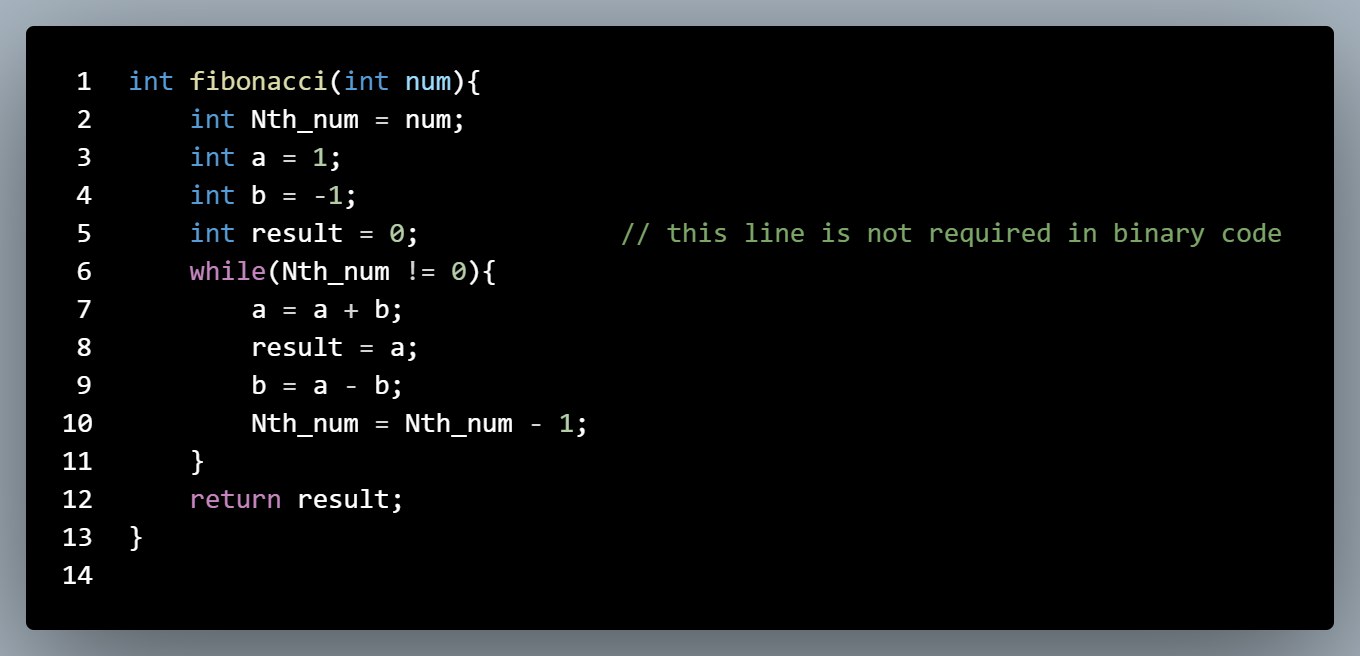 1 int fibonacci(int num){
2     int Nth_num = num;
3     int a = 1;
4     int b = -1;
5     int result = 0;             // this line is not required in binary code
6     while(Nth_num != 0){
7         a = a + b;
8         result = a;
9         b = a - b;
10         Nth_num = Nth_num - 1;
11     }
12     return result;
13 }
14